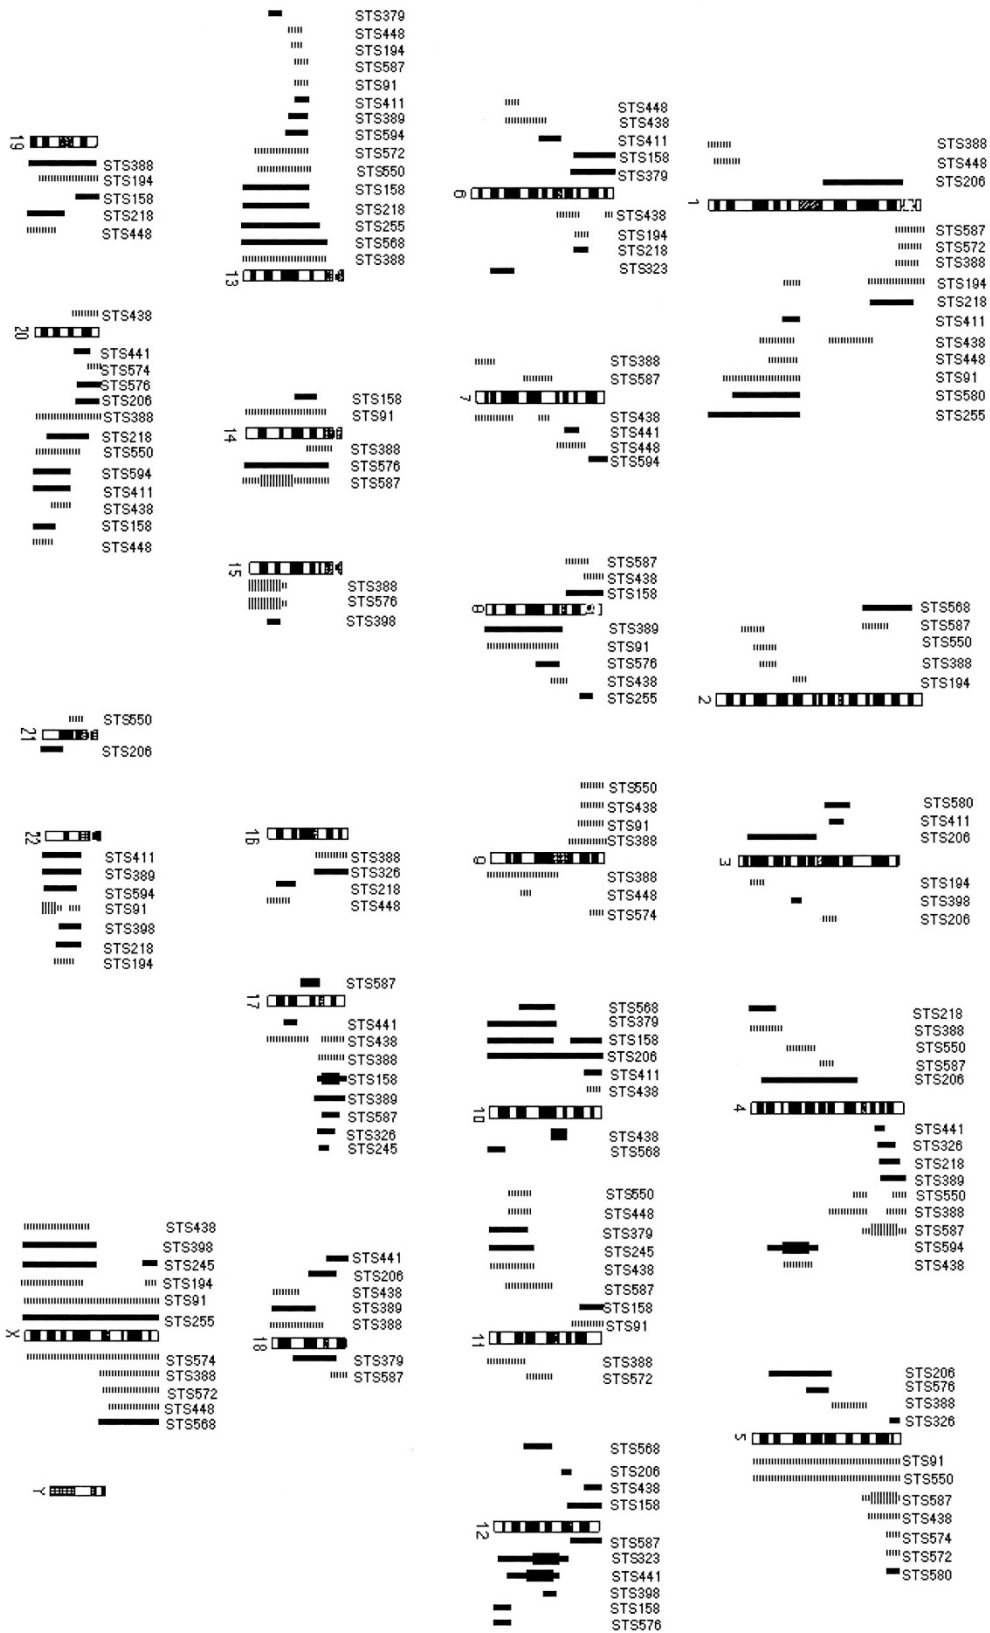 19
STS388
STS194
STS158
STS218
STS448
STS438
20
STS441
STS574
STS576
STS206
STS388
STS218
STS550
STS594
STS411
STS438
STS158
STS448
STS550
21
STS206
22
STS411
STS389
STS594
STS91
STS398
STS218
STS194
STS438
STS398
STS245
STS194
STS91
STS255
X
STS574
STS388
STS572
STS448
STS568
Y
STS379
STS448
STS194
STS587
STS91
STS411
STS389
STS594
STS572
STS550
STS158
STS218
STS255
STS568
STS388
13
STS158
STS91
14
STS388
STS576
STS587
15
STS388
STS576
STS398
16
STS388
STS326
STS218
STS448
STS587
17
STS441
STS438
STS388
STS158
STS389
STS587
STS326
STS245
STS441
STS206
STS438
STS389
STS388
18
STS379
STS587
STS448
STS438
STS411
STS158
STS379
6
STS438
STS194
STS218
STS323
STS388
STS587
7
STS438
STS441
STS448
STS594
STS587
STS438
STS158
8
STS389
STS91
STS576
STS438
STS255
STS550
STS438
STS91
STS388
9
STS388
STS448
STS574
STS568
STS379
STS158
STS206
STS411
STS438
10
STS438
STS568
STS550
STS448
STS379
STS245
STS438
STS587
STS158
STS91
11
STS388
STS572
STS568
STS206
STS438
STS158
12
STS587
STS323
STS441
STS398
STS158
STS576
STS388
STS448
STS206
1
STS587
STS572
STS388
STS194
STS218
STS411
STS438
STS448
STS91
STS580
STS255
STS568
STS587
STS550
STS388
STS194
2
STS580
STS411
STS206
3
STS194
STS398
STS206
STS218
STS388
STS550
STS587
STS206
4
STS441
STS326
STS218
STS389
STS550
STS388
STS587
STS594
STS438
STS206
STS576
STS388
STS326
5
STS91
STS550
STS587
STS438
STS574
STS572
STS580